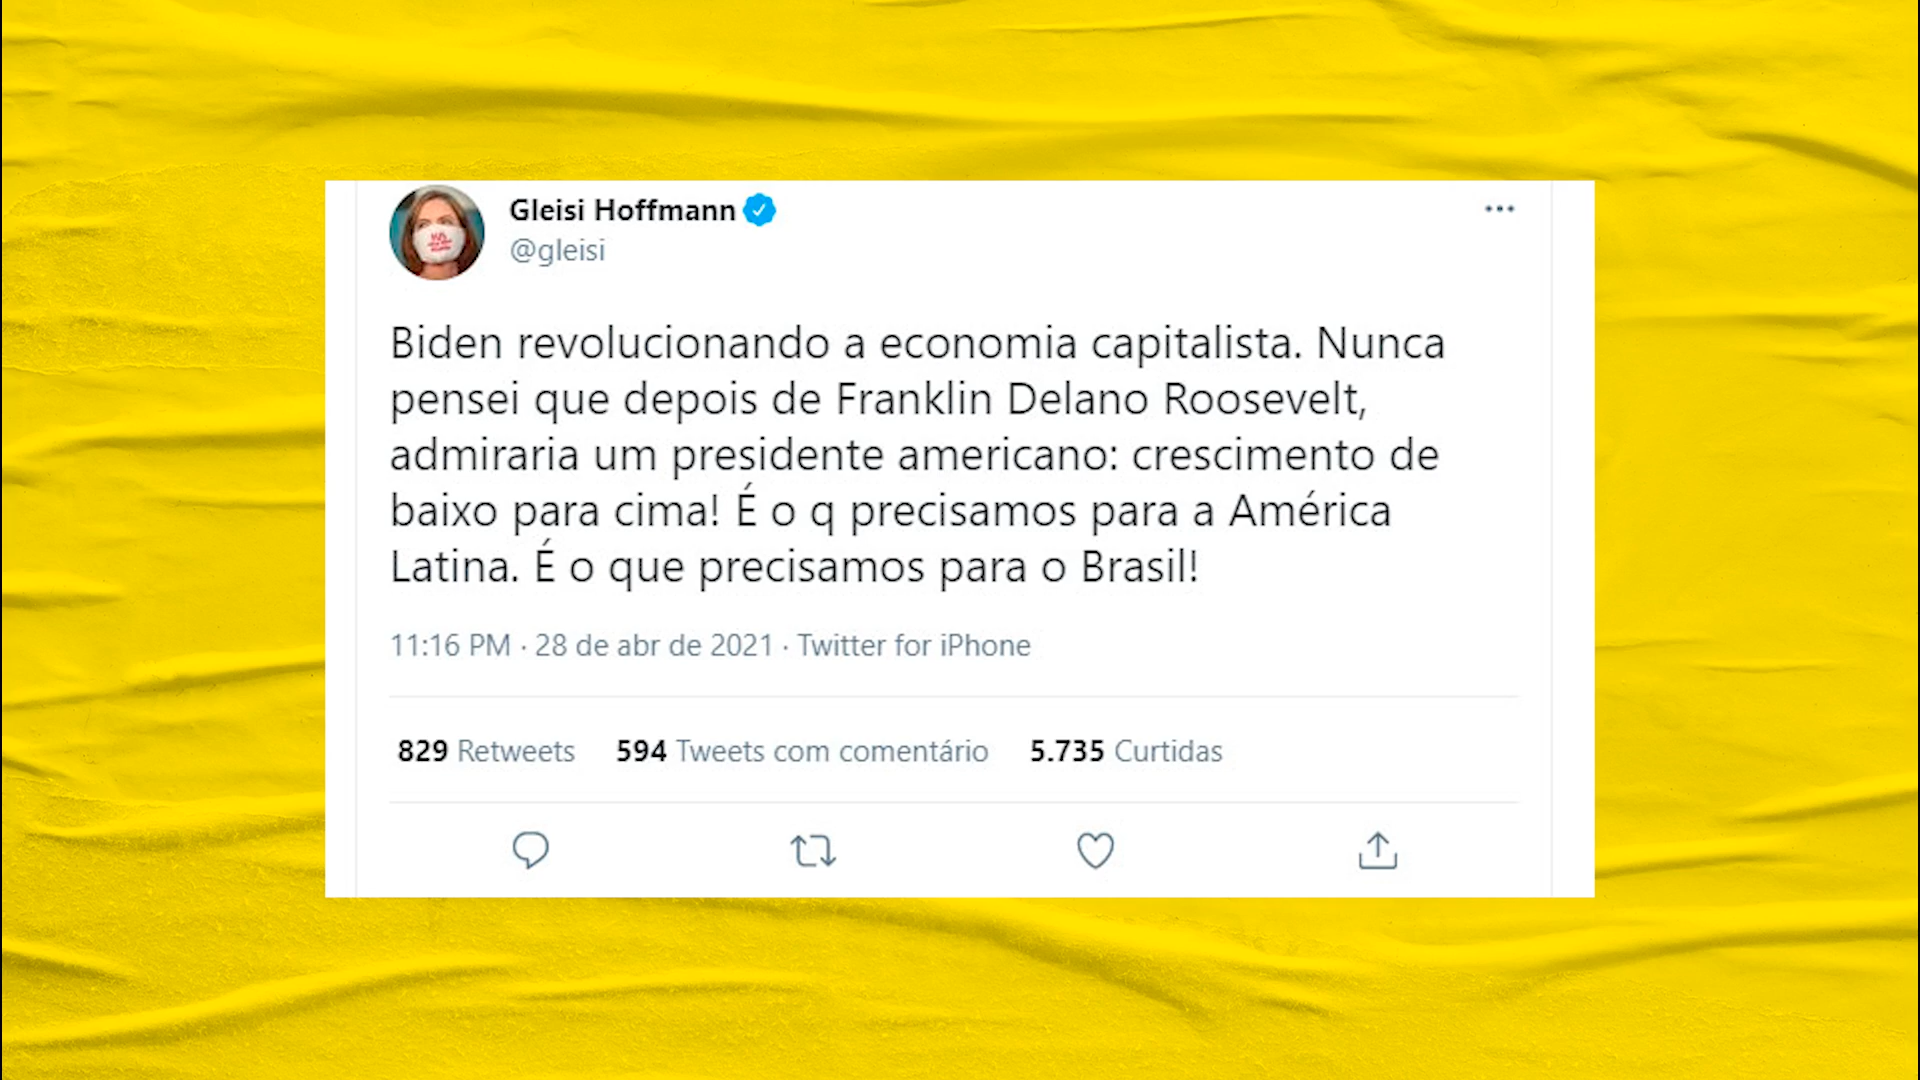 Gleisi Hoffmann
@gleisi
Biden revolucionando a economia capitalista. Nunca
pensei que depois de Franklin Delano Roosevelt,
admiraria um presidente americano: crescimento de
baixo para cima! É o q precisamos para a América
Latina. É o que precisamos para o Brasil!
11:16 PM · 28 de abr de 2021 · Twitter for iPhone
829 Retweets 594 Tweets com comentário 5.735 Curtidas